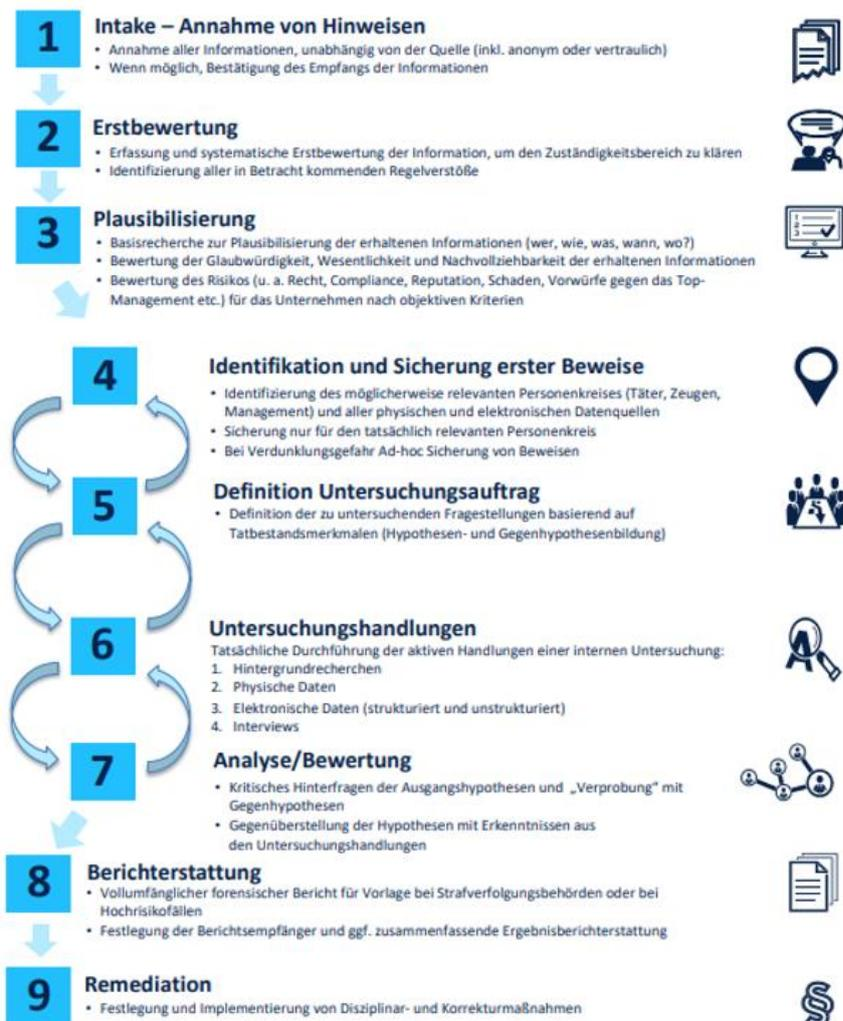 1
Intake – Annahme von Hinweisen
• Annahme aller Informationen, unabhängig von der Quelle (inkl. anonym oder vertraulich)
• Wenn möglich, Bestätigung des Empfangs der Informationen
2
Erstbewertung
• Erfassung und systematische Erstbewertung der Information, um den Zuständigkeitsbereich zu klären
• Identifizierung aller in Betracht kommenden Regelverstöße
3
Plausibilisierung
• Basisrecherche zur Plausibilisierung der erhaltenen Informationen (wer, wie, was, wann, wo?)
• Bewertung der Glaubwürdigkeit, Wesentlichkeit und Nachvollziehbarkeit der erhaltenen Informationen
• Bewertung des Risikos (u. a. Recht, Compliance, Reputation, Schaden, Vorwürfe gegen das Top-
Management etc.) für das Unternehmen nach objektiven Kriterien
1
2
3
4
Identifikation und Sicherung erster Beweise
• Identifizierung des möglicherweise relevanten Personenkreises (Täter, Zeugen,
Management) und aller physischen und elektronischen Datenquellen
• Sicherung nur für den tatsächlich relevanten Personenkreis
• Bei Verdunklungsgefahr Ad-hoc Sicherung von Beweisen
5
Definition Untersuchungsauftrag
• Definition der zu untersuchenden Fragestellungen basierend auf
Tatbestandsmerkmalen (Hypothesen- und Gegenhypothesenbildung)
6
Untersuchungshandlungen
Tatsächliche Durchführung der aktiven Handlungen einer internen Untersuchung:
1. Hintergrundrecherchen
2. Physische Daten
3. Elektronische Daten (strukturiert und unstrukturiert)
4. Interviews
A
7
Analyse/Bewertung
• Kritisches Hinterfragen der Ausgangshypothesen und „Verprobung“ mit
Gegenhypothesen
• Gegenüberstellung der Hypothesen mit Erkenntnissen aus
den Untersuchungshandlungen
8
Berichterstattung
• Vollumfänglicher forensischer Bericht für Vorlage bei Strafverfolgungsbehörden oder bei
Hochrisikofällen
• Festlegung der Berichtsempfänger und ggf. zusammenfassende Ergebnisberichterstattung
9
Remediation
• Festlegung und Implementierung von Disziplinar- und Korrekturmaßnahmen
§